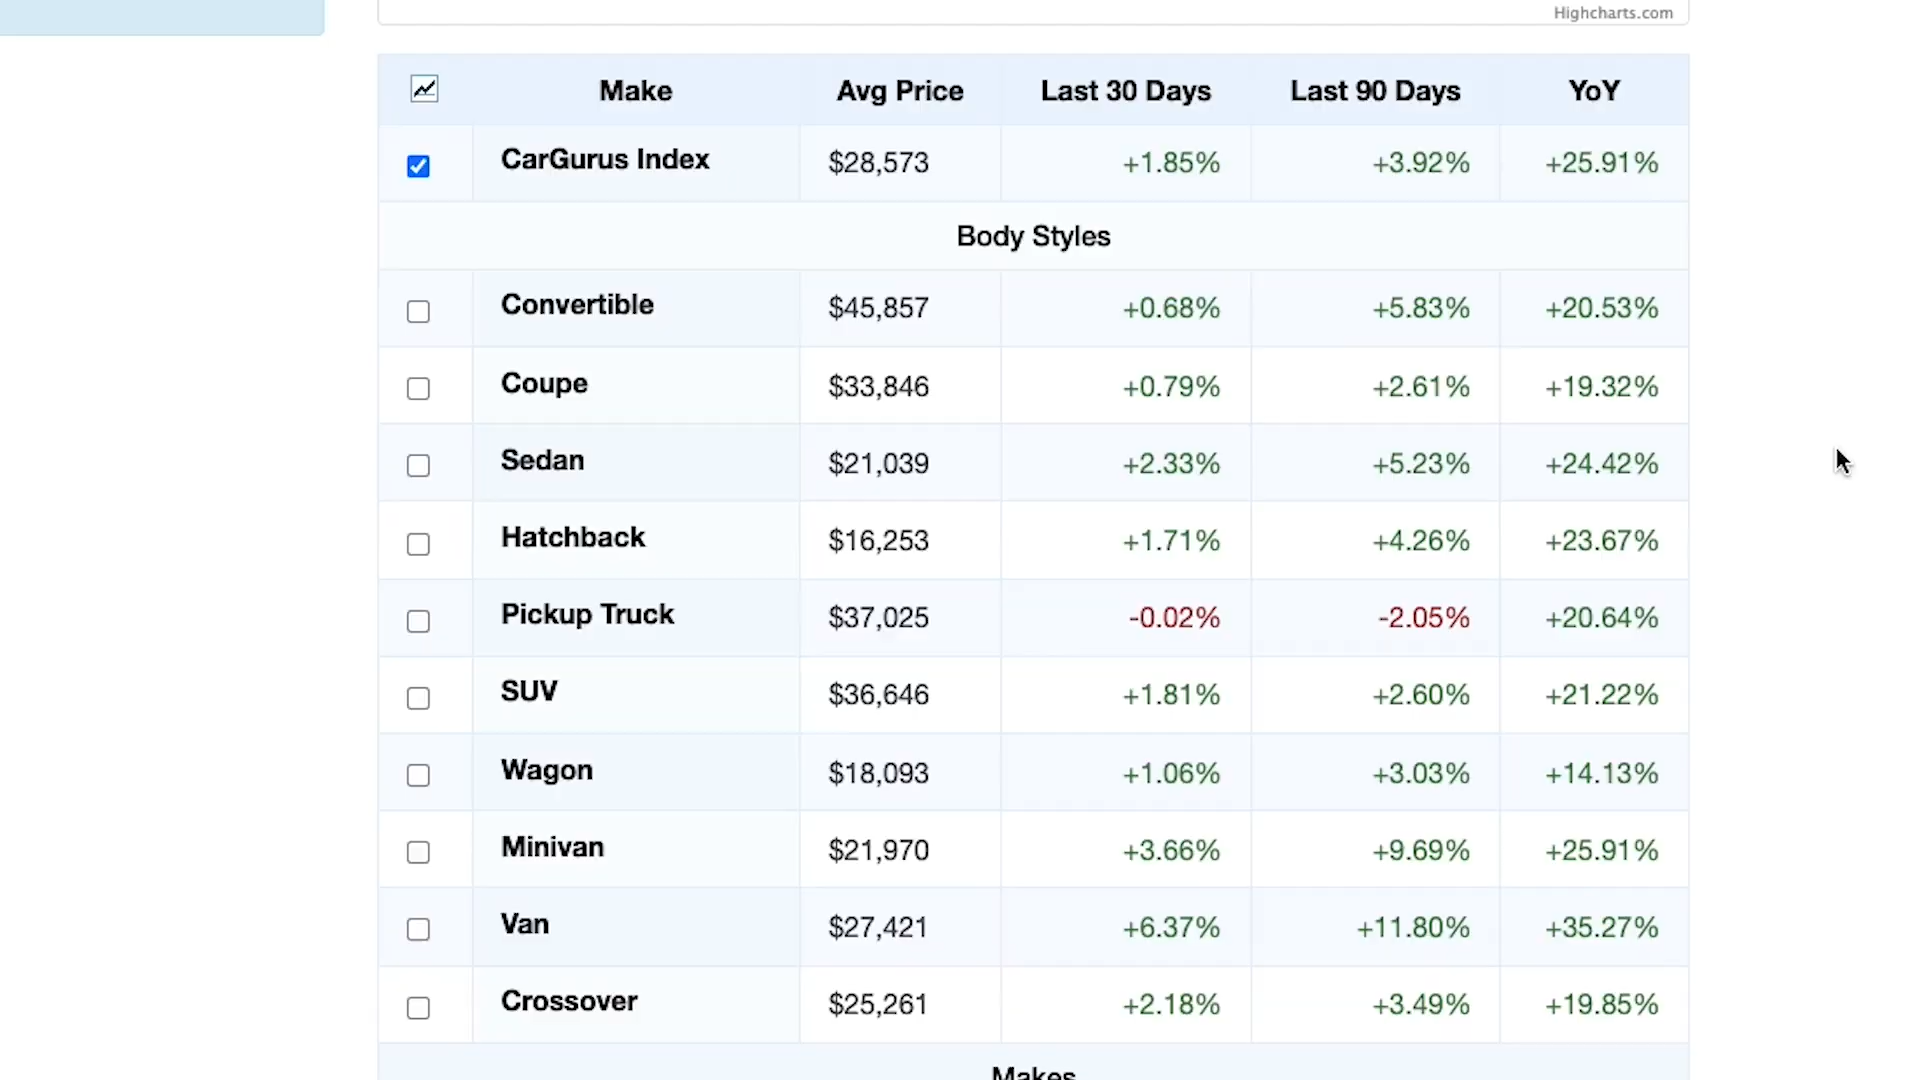 Highcharts.com
Make Avg Price Last 30 Days Last 90 Days YoY
CarGurus Index $28,573 +1.85% +3.92% +25.91%
Body Styles
Convertible $45,857 +0.68% +5.83% +20.53%
Coupe $33,846 +0.79% +2.61% +19.32%
Sedan $21,039 +2.33% +5.23% +24.42%
Hatchback $16,253 +1.71% +4.26% +23.67%
Pickup Truck $37,025 -0.02% -2.05% +20.64%
SUV $36,646 +1.81% +2.60% +21.22%
Wagon $18,093 +1.06% +3.03% +14.13%
Minivan $21,970 +3.66% +9.69% +25.91%
Van $27,421 +6.37% +11.80% +35.27%
Crossover $25,261 +2.18% +3.49% +19.85%
Makes